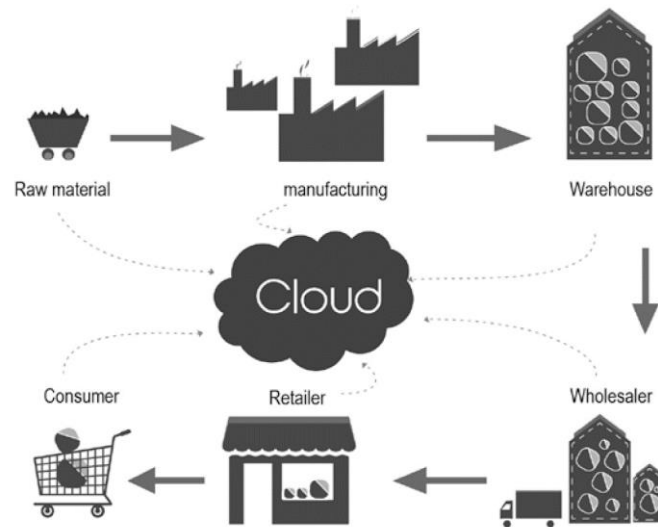 Raw material
manufacturing
Warehouse
Cloud
Consumer
Retailer
Wholesaler